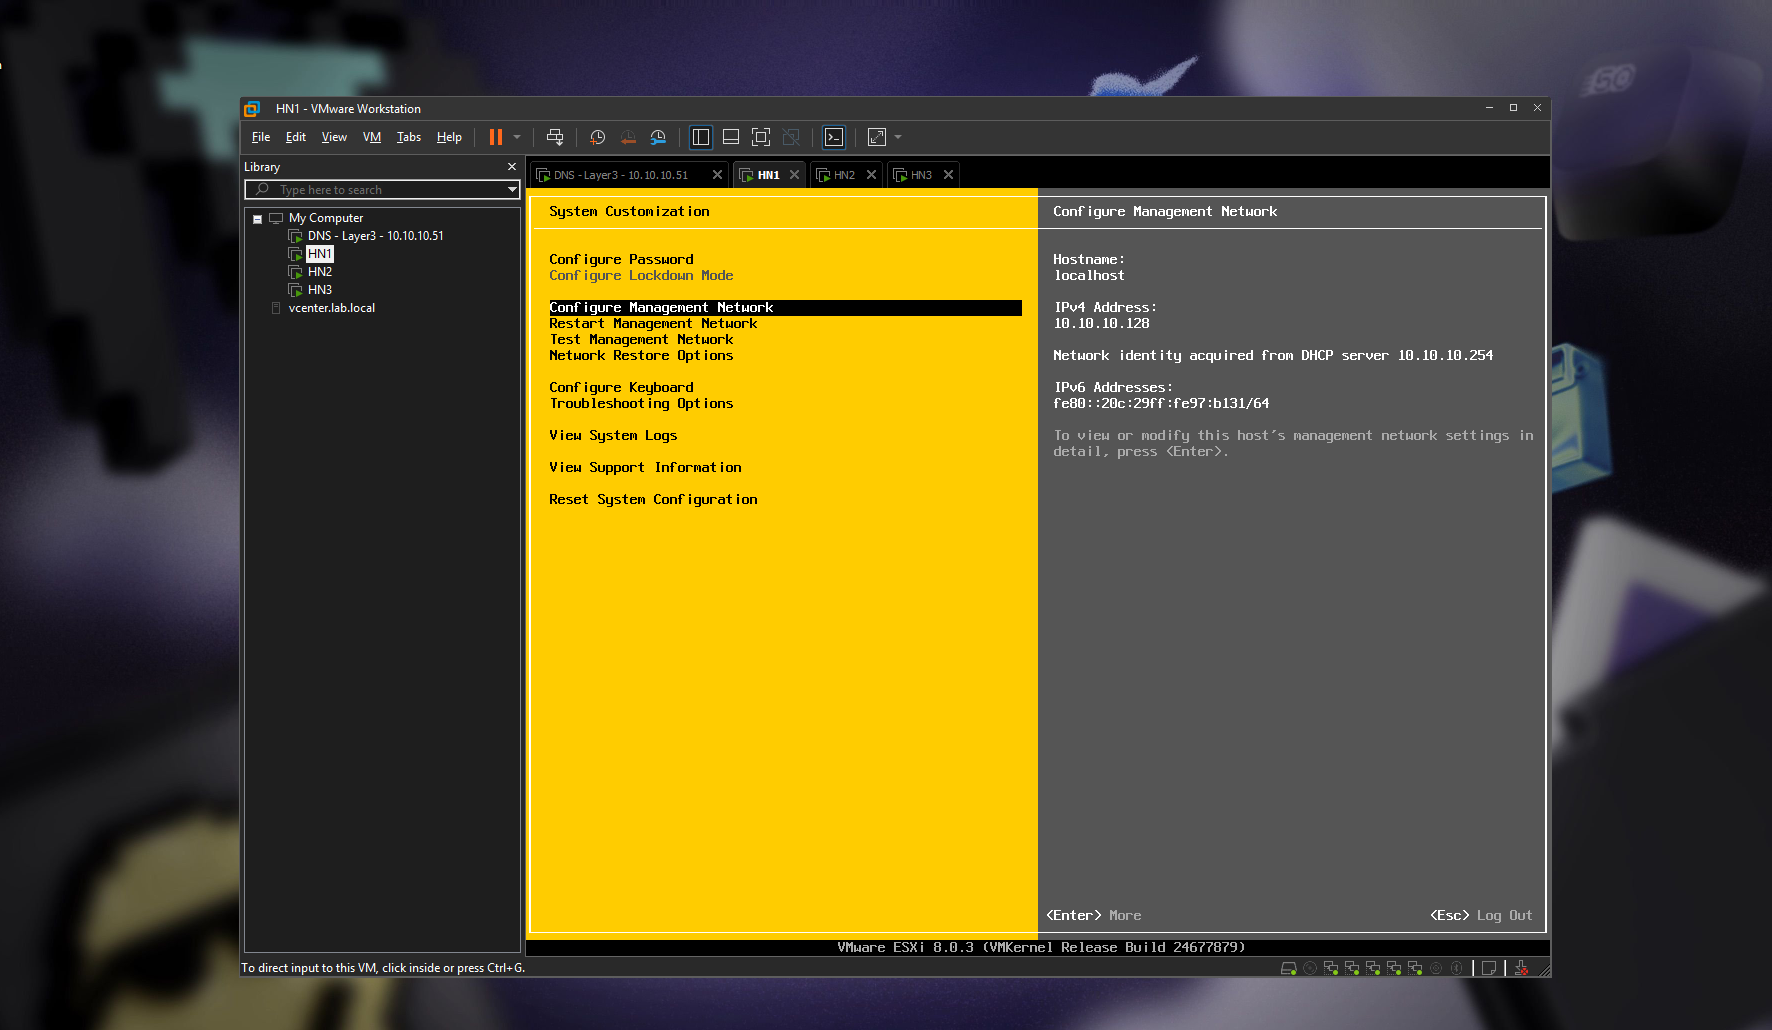 HN1 - VMware Workstation
File Edit View VM Tabs Help
Library
Type here to search
My Computer
DNS - Layer3 - 10.10.10.51
HN1
HN2
HN3
vcenter.lab.local
DNS - Layer3 - 10.10.10.51 HN1 HN2 HN3
System Customization
Configure Password
Configure Lockdown Mode
Configure Management Network
Restart Management Network
Test Management Network
Network Restore Options
Configure Keyboard
Troubleshooting Options
View System Logs
View Support Information
Reset System Configuration
Configure Management Network
Hostname:
localhost
IPv4 Address:
10.10.10.128
Network identity acquired from DHCP server 10.10.10.254
IPv6 Addresses:
fe80::20c:29ff:fe97:b131/64
To view or modify this host's management network settings in
detail, press <Enter>.
<Enter> More <Esc> Log Out
VMware ESXi 8.0.3 (VMKernel Release Build 24677879)
To direct input to this VM, click inside or press Ctrl+G.
50